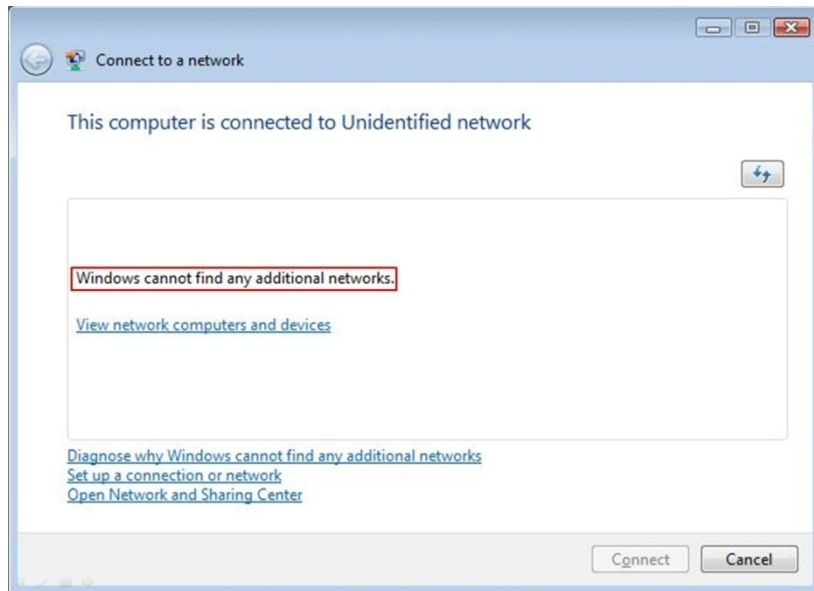 Connect to a network
This computer is connected to Unidentified network
Windows cannot find any additional networks.
View network computers and devices
Diagnose why Windows cannot find any additional networks
Set up a connection or network
Open Network and Sharing Center
Connect
Cancel